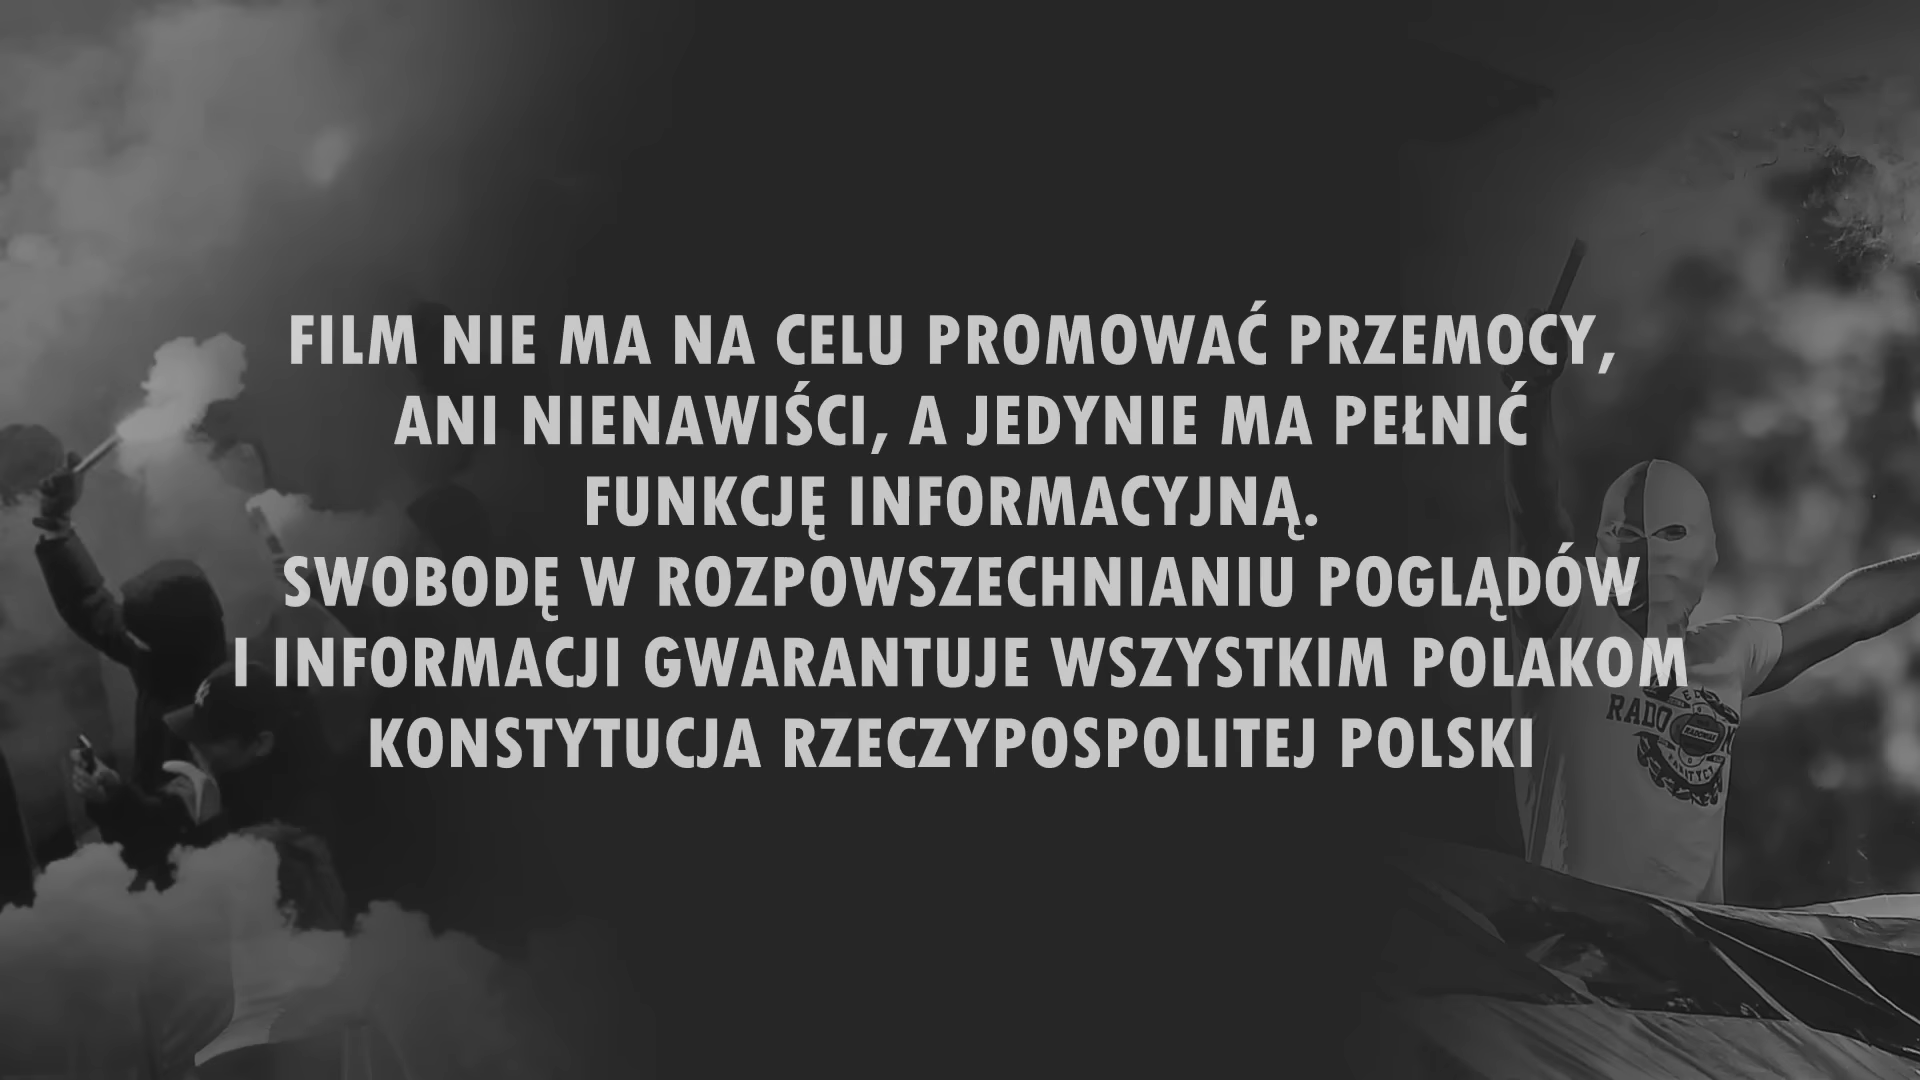 FILM NIE MA NA CELU PROMOWAĆ PRZEMOCY,
ANI NIENAWIŚCI, A JEDYNIE MA PEŁNIĆ
FUNKCJĘ INFORMACYJNĄ.
SWOBODĘ W ROZPOWSZECHNIANIU POGLĄDÓW
I INFORMACJI GWARANTUJE WSZYSTKIM POLAKOM
KONSTYTUCJA RZECZYPOSPOLITEJ POLSKI